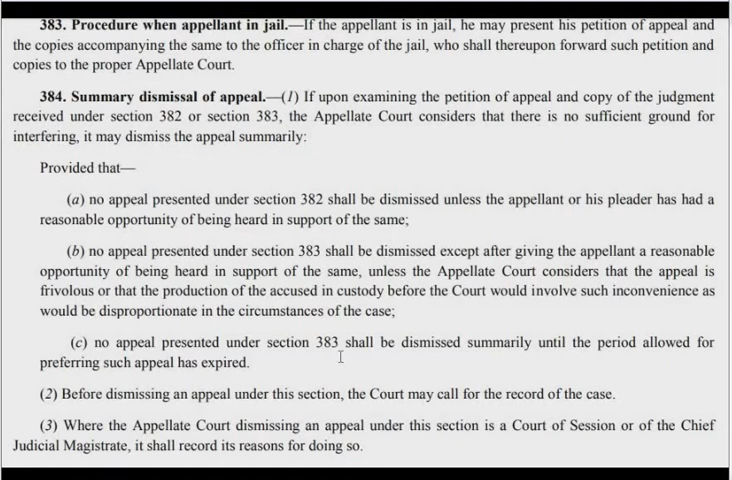 383. Procedure when appellant in jail.—If the appellant is in jail, he may present his petition of appeal and
the copies accompanying the same to the officer in charge of the jail, who shall thereupon forward such petition and
copies to the proper Appellate Court.
384. Summary dismissal of appeal.—(1) If upon examining the petition of appeal and copy of the judgment
received under section 382 or section 383, the Appellate Court considers that there is no sufficient ground for
interfering, it may dismiss the appeal summarily:
Provided that—
(a) no appeal presented under section 382 shall be dismissed unless the appellant or his pleader has had a
reasonable opportunity of being heard in support of the same;
(b) no appeal presented under section 383 shall be dismissed except after giving the appellant a reasonable
opportunity of being heard in support of the same, unless the Appellate Court considers that the appeal is
frivolous or that the production of the accused in custody before the Court would involve such inconvenience as
would be disproportionate in the circumstances of the case;
(c) no appeal presented under section 383 shall be dismissed summarily until the period allowed for
preferring such appeal has expired.
(2) Before dismissing an appeal under this section, the Court may call for the record of the case.
(3) Where the Appellate Court dismissing an appeal under this section is a Court of Session or of the Chief
Judicial Magistrate, it shall record its reasons for doing so.